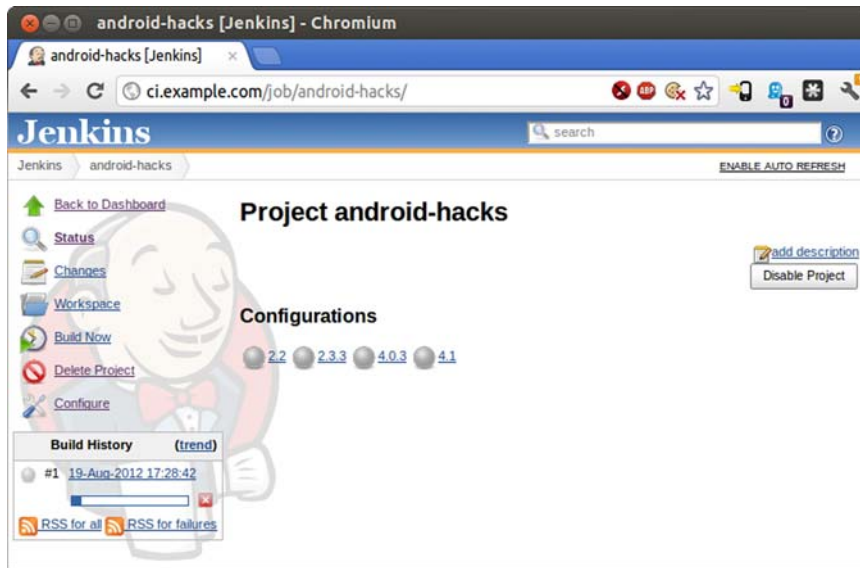 android-hacks [Jenkins] - Chromium
android-hacks [Jenkins]
ci.example.com/job/android-hacks/
ABP
0
Jenkins
search
?
Jenkins android-hacks
ENABLE AUTO REFRESH
Back to Dashboard
Status
Changes
Workspace
Build Now
Delete Project
Configure
Project android-hacks
add description
Disable Project
Configurations
2.2 2.3.3 4.0.3 4.1
Build History (trend)
#1 19-Aug-2012 17:28:42
RSS for all RSS for failures